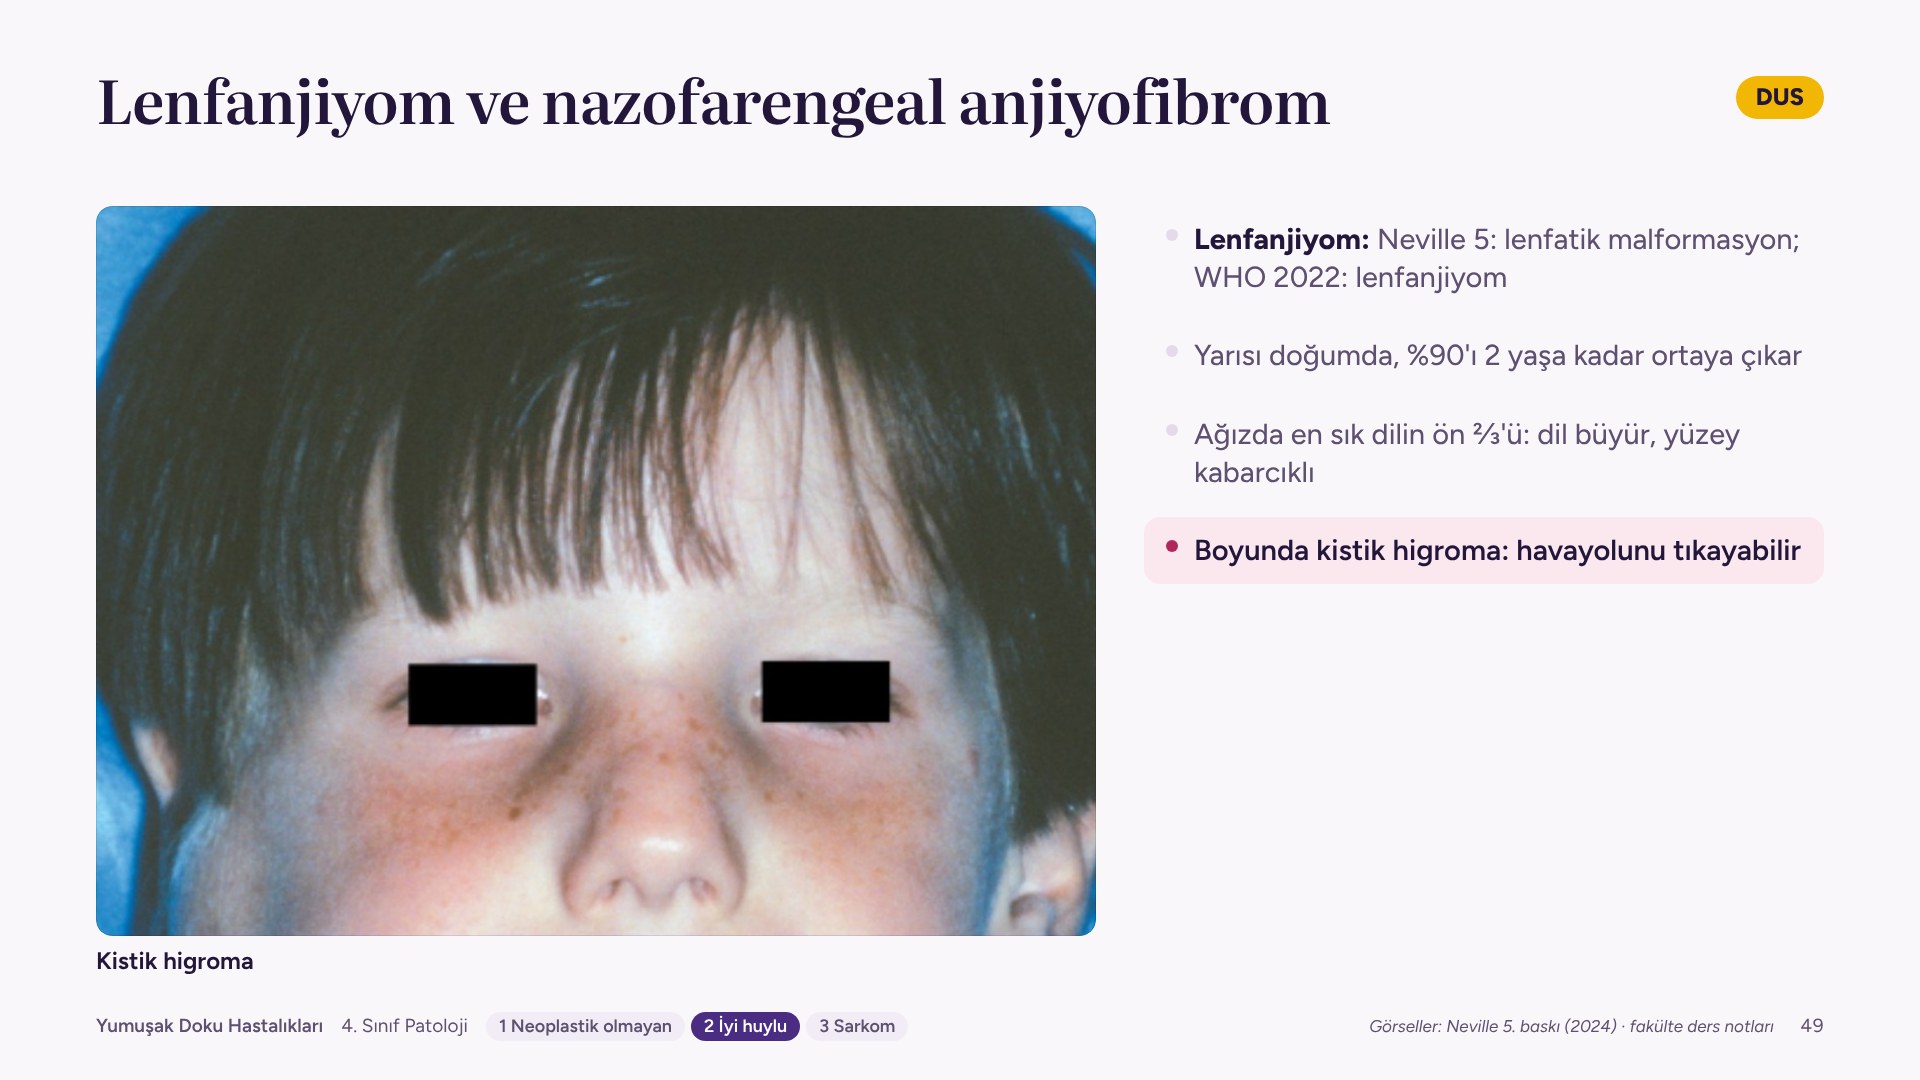 Lenfanjiyom ve nazofarengeal anjiyofibrom
DUS
Lenfanjiyom: Neville 5: lenfatik malformasyon;
WHO 2022: lenfanjiyom
Yarısı doğumda, %90'ı 2 yaşa kadar ortaya çıkar
Ağızda en sık dilin ön ⅔'ü: dil büyür, yüzey
kabarcıklı
Boyunda kistik higroma: havayolunu tıkayabilir
Kistik higroma
Yumuşak Doku Hastalıkları 4. Sınıf Patoloji 1 Neoplastik olmayan 2 İyi huylu 3 Sarkom
Görseller: Neville 5. baskı (2024) · fakülte ders notları 49